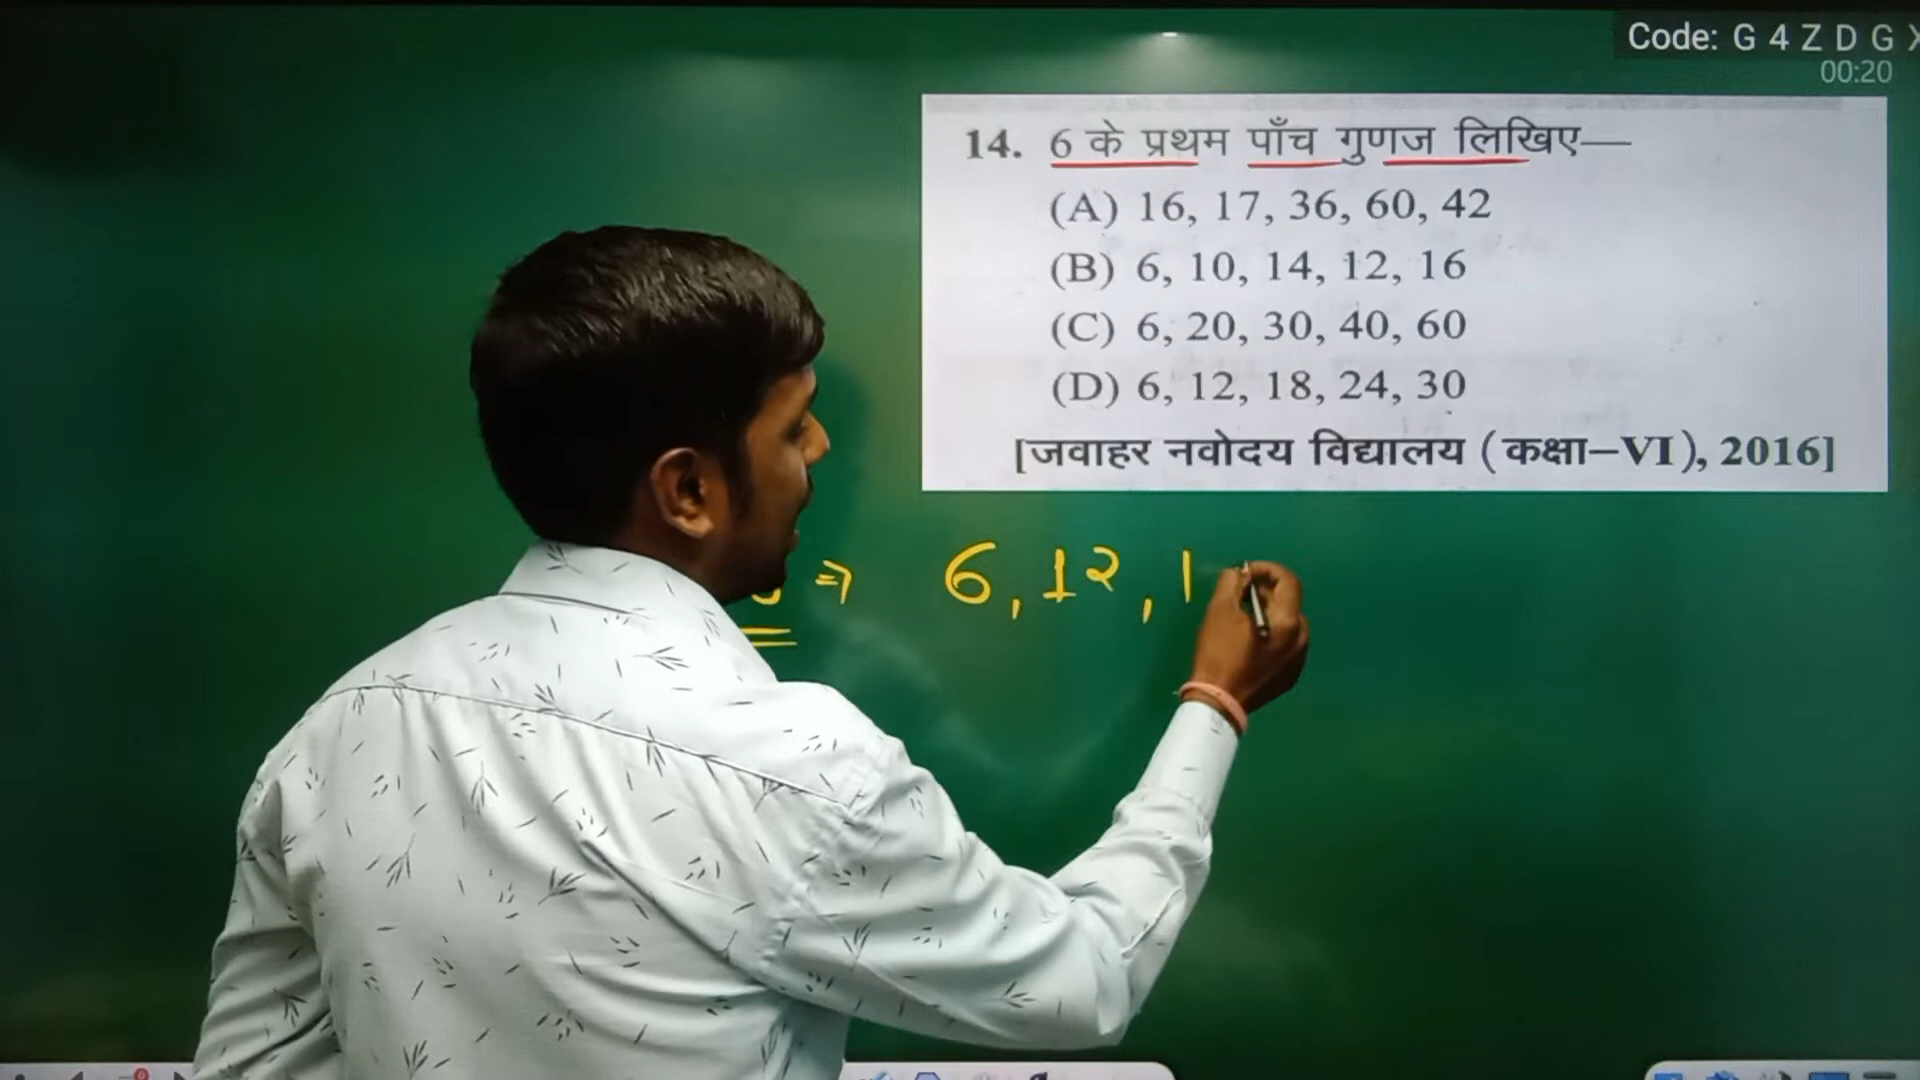 Code: G 4 Z D G
00:20
14. 6 के प्रथम पाँच गुणज लिखिए—
(A) 16, 17, 36, 60, 42
(B) 6, 10, 14, 12, 16
(C) 6, 20, 30, 40, 60
(D) 6, 12, 18, 24, 30
[जवाहर नवोदय विद्यालय (कक्षा–VI), 2016]
⇒ 6, 12, 1